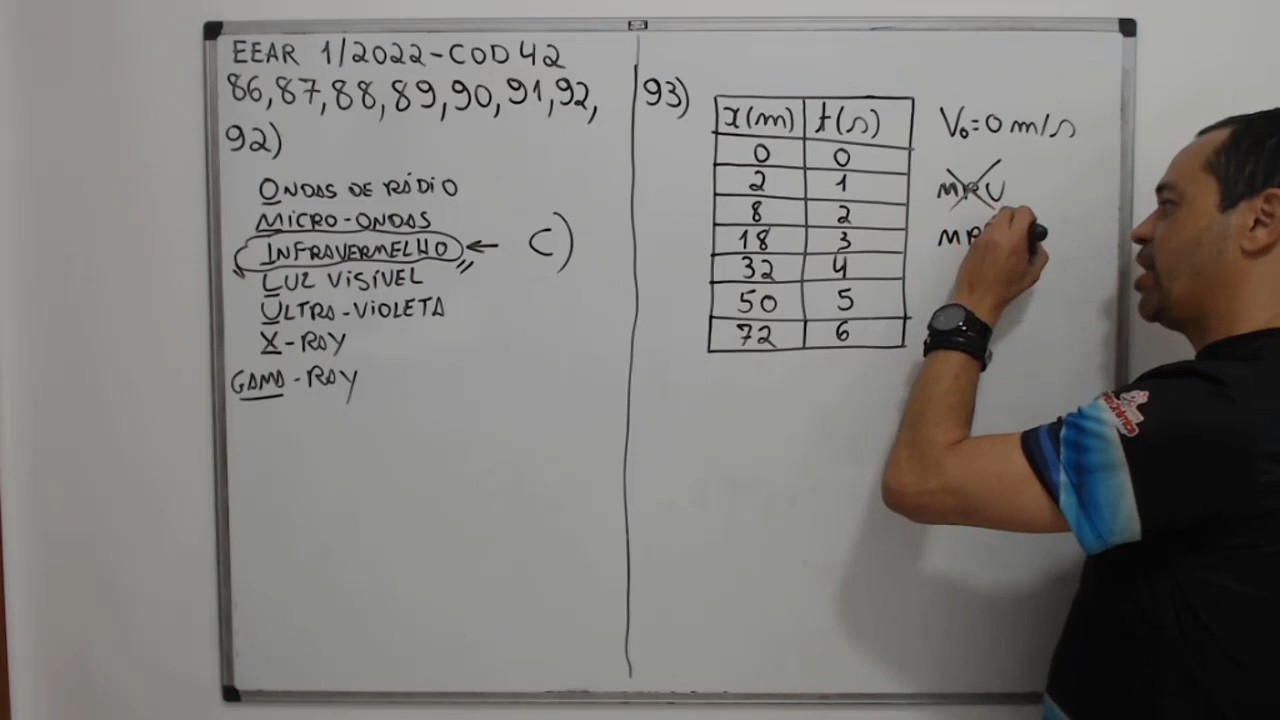 EEAR 1/2022-COD 42
86,87,88,89,90,91,92,
92)
ONDAS DE RÁDIO
MICRO-ONDAS
INFRAVERMELHO ← C)
LUZ VISÍVEL
ULTRA-VIOLETA
X-RAY
GAMA-RAY
93)
x(m) t(s)
0 0
2 1
8 2
18 3
32 4
50 5
72 6
V₀=0 m/s
MRU